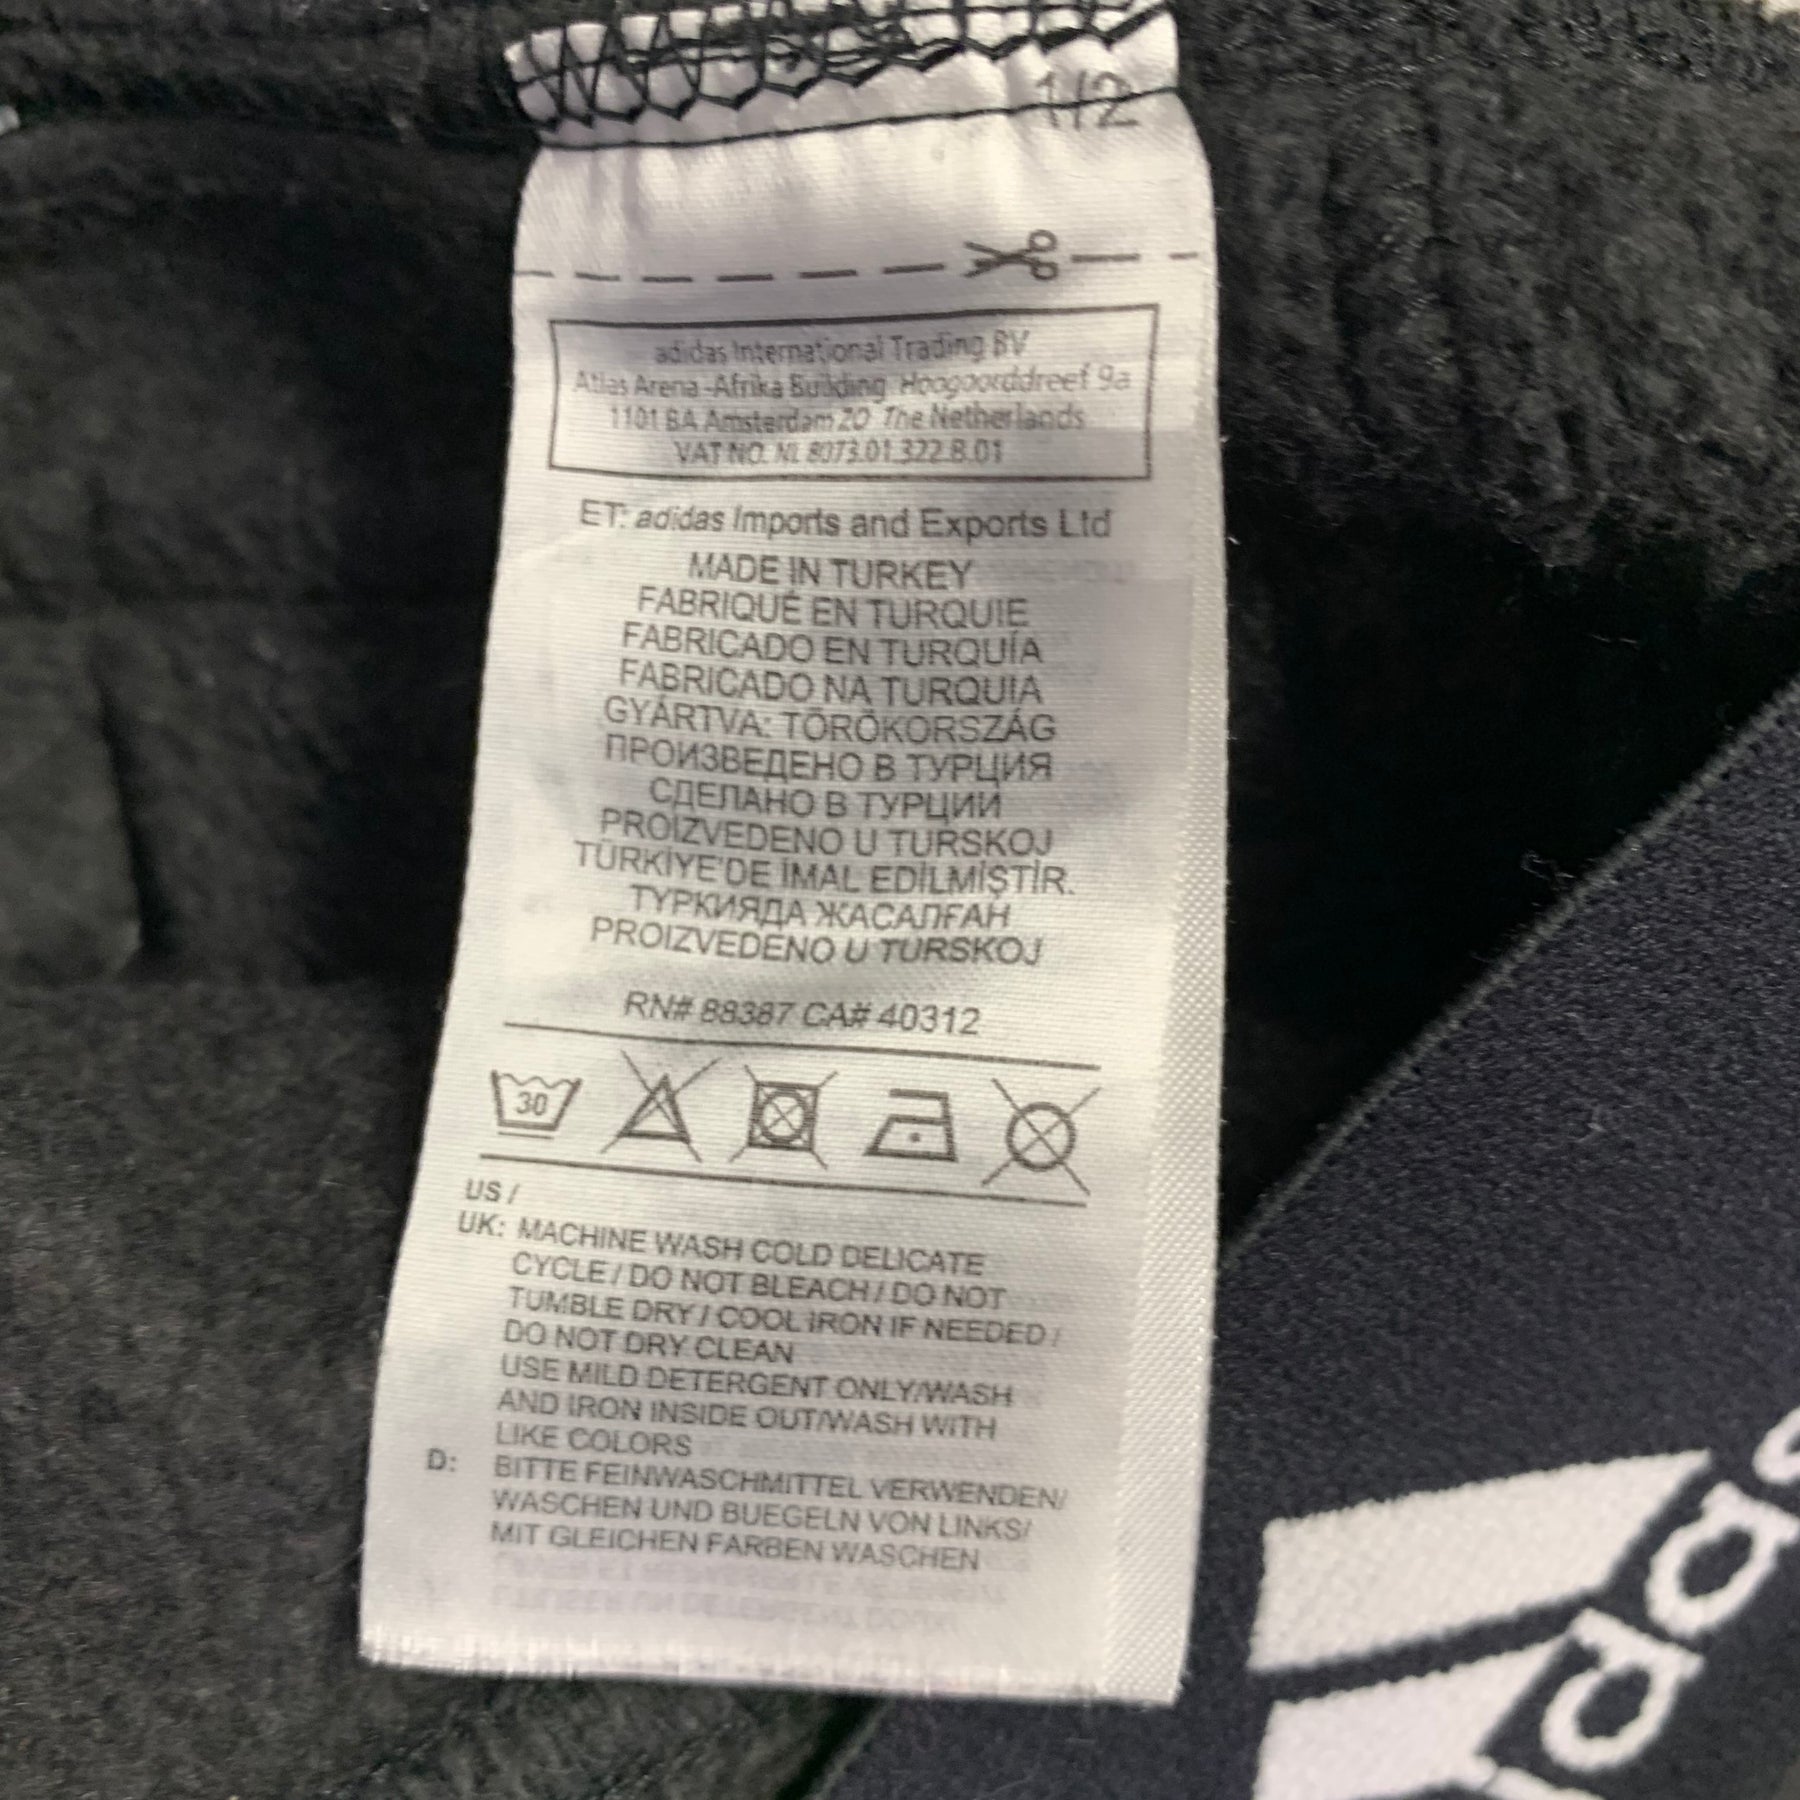 1/2
adidas International Trading BV
Atlas Arena-Afrika Building, Hoogoorddreef 9a
1101 BA Amsterdam ZO The Netherlands
VAT NO. NL 8073.01.322.B.01
ET: adidas Imports and Exports Ltd
MADE IN TURKEY
FABRIQUÉ EN TURQUIE
FABRICADO EN TURQUÍA
FABRICADO NA TURQUIA
GYÁRTVA: TÖRÖKORSZÁG
ПРОИЗВЕДЕНО В ТУРЦИЯ
СДЕЛАНО В ТУРЦИИ
PROIZVEDENO U TURSKOJ
TÜRKİYE'DE İMAL EDİLMİŞTİR.
ТУРКИЯДА ЖАСАЛҒАН
PROIZVEDENO U TURSKOJ
RN# 88387 CA# 40312
30
US /
UK: MACHINE WASH COLD DELICATE
CYCLE / DO NOT BLEACH / DO NOT
TUMBLE DRY / COOL IRON IF NEEDED /
DO NOT DRY CLEAN
USE MILD DETERGENT ONLY/WASH
AND IRON INSIDE OUT/WASH WITH
LIKE COLORS
D: BITTE FEINWASCHMITTEL VERWENDEN/
WASCHEN UND BUEGELN VON LINKS/
MIT GLEICHEN FARBEN WASCHEN
adidas